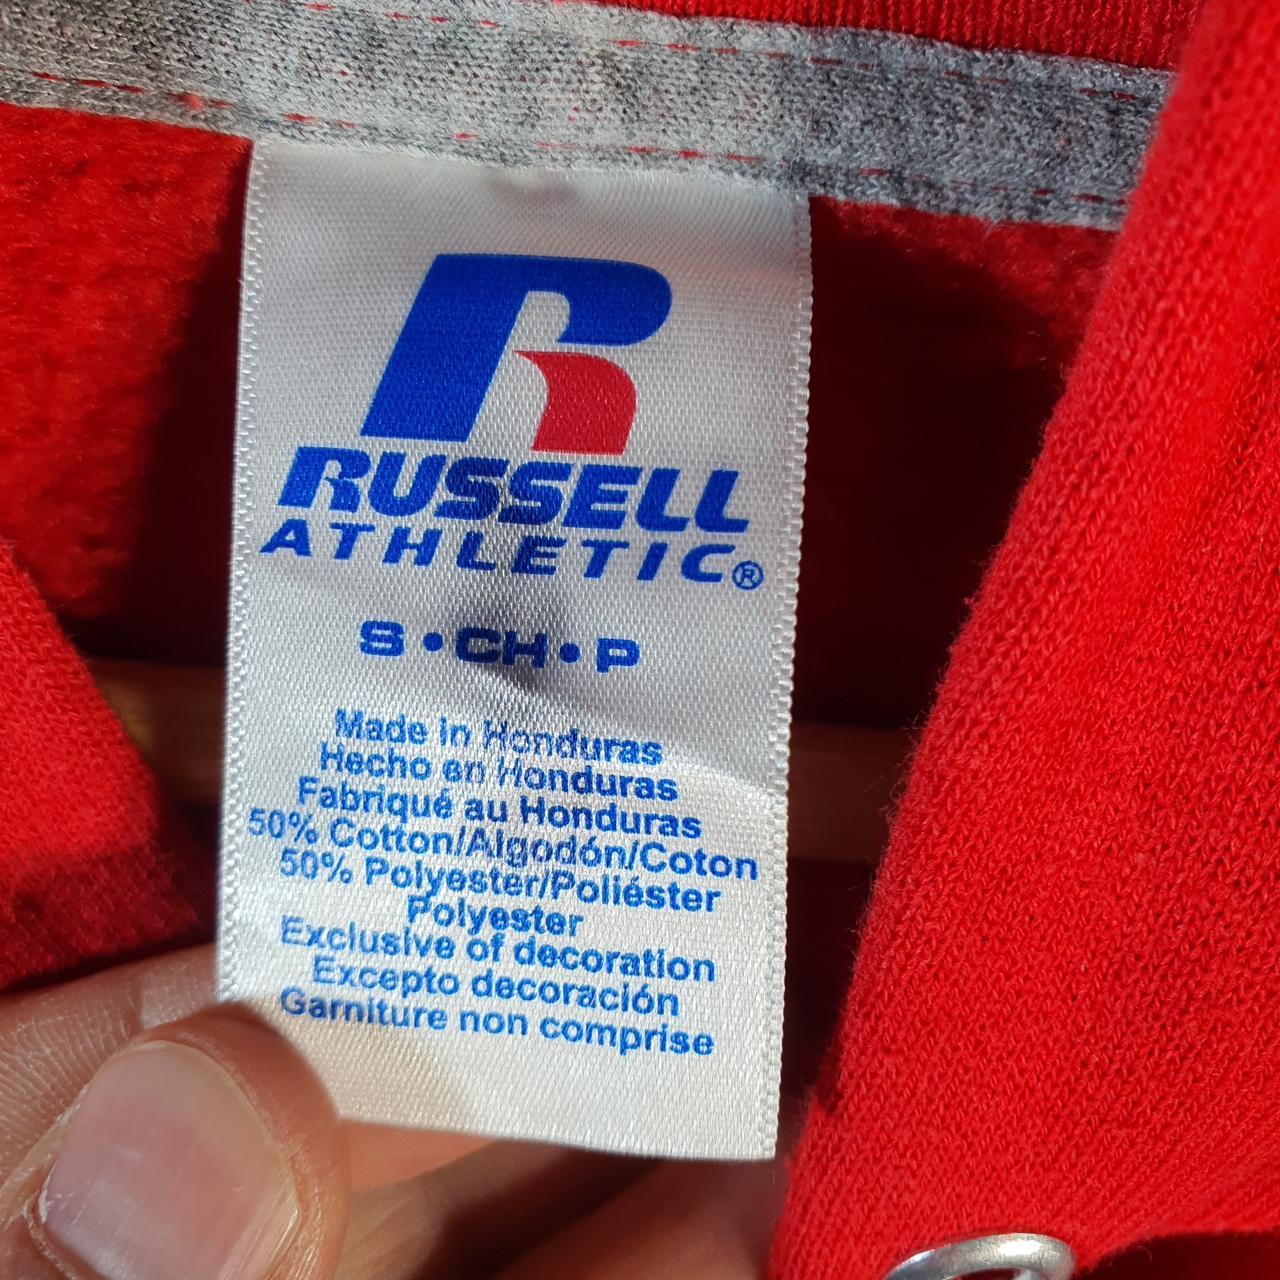 R
RUSSELL
ATHLETIC®
S • CH • P
Made in Honduras
Hecho en Honduras
Fabriqué au Honduras
50% Cotton/Algodón/Coton
50% Polyester/Poliéster
Polyester
Exclusive of decoration
Excepto decoración
Garniture non comprise